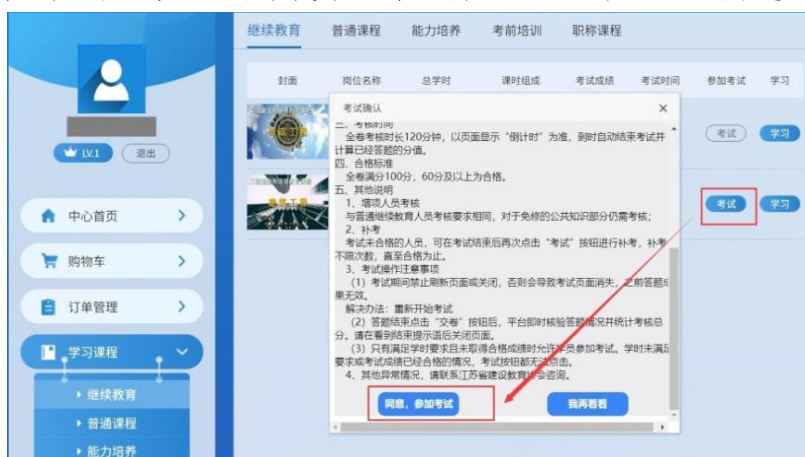 继续教育 普通课程 能力培养 考前培训 职称课程
封面 岗位名称 总学时 课时组成 考试成绩 考试时间 参加考试 学习
LV.1 退出
中心首页
购物车
订单管理
学习课程
继续教育
普通课程
能力培养
考试 学习
考试 学习
考试确认
三、考核时间
全卷考核时长120分钟，以页面显示“倒计时”为准，到时自动结束考试并
计算已经答题的分值。
四、合格标准
全卷满分100分，60分及以上为合格。
五、其他说明
1、增项人员考核
与普通继续教育人员考核要求相同，对于免修的公共知识部分仍需考核；
2、补考
考试未合格的人员，可在考试结束后再次点击“考试”按钮进行补考，补考
不限次数，直至合格为止。
3、考试操作注意事项
（1）考试期间禁止刷新页面或关闭，否则会导致考试页面消失，之前答题结
果无效。
解决办法：重新开始考试
（2）答题结束点击“交卷”按钮后，平台即时核验答题情况并统计考核总
分。请在看到结束提示语后关闭页面。
（3）只有满足学时要求且未取得合格成绩时允许学员参加考试。学时未满足
要求或考试成绩已经合格的情况，考试按钮都无法点击。
4、其他异常情况，请联系江苏省建设教育协会咨询。
同意，参加考试 我再看看